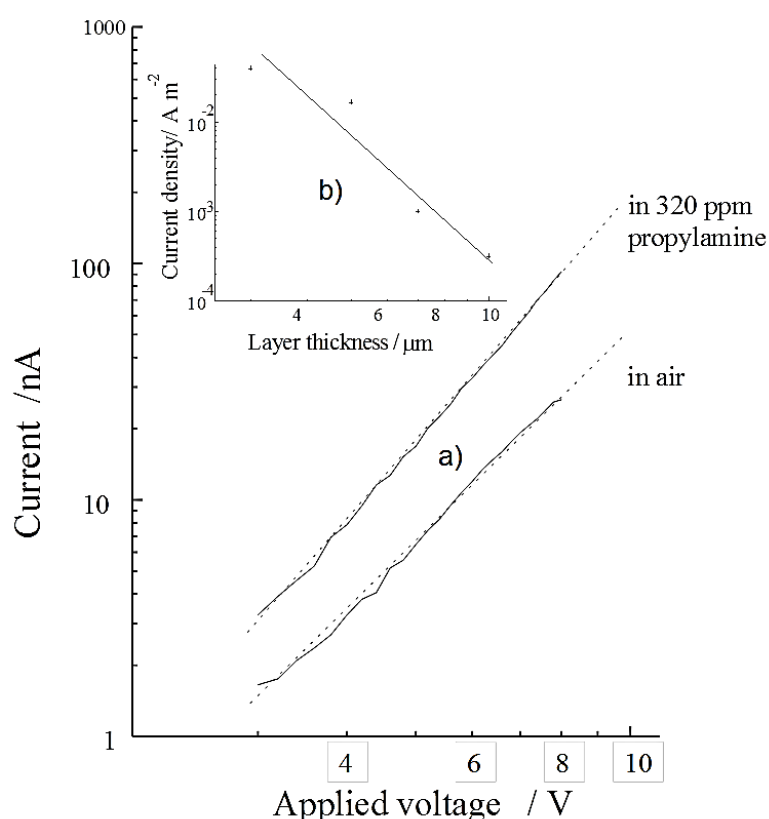 1000
100
10
1
Current /nA
Current density/ A m-2
10-2
10-3
10-4
b)
4
6
8
10
Layer thickness / μm
in 320 ppm
propylamine
in air
a)
4
6
8
10
Applied voltage / V